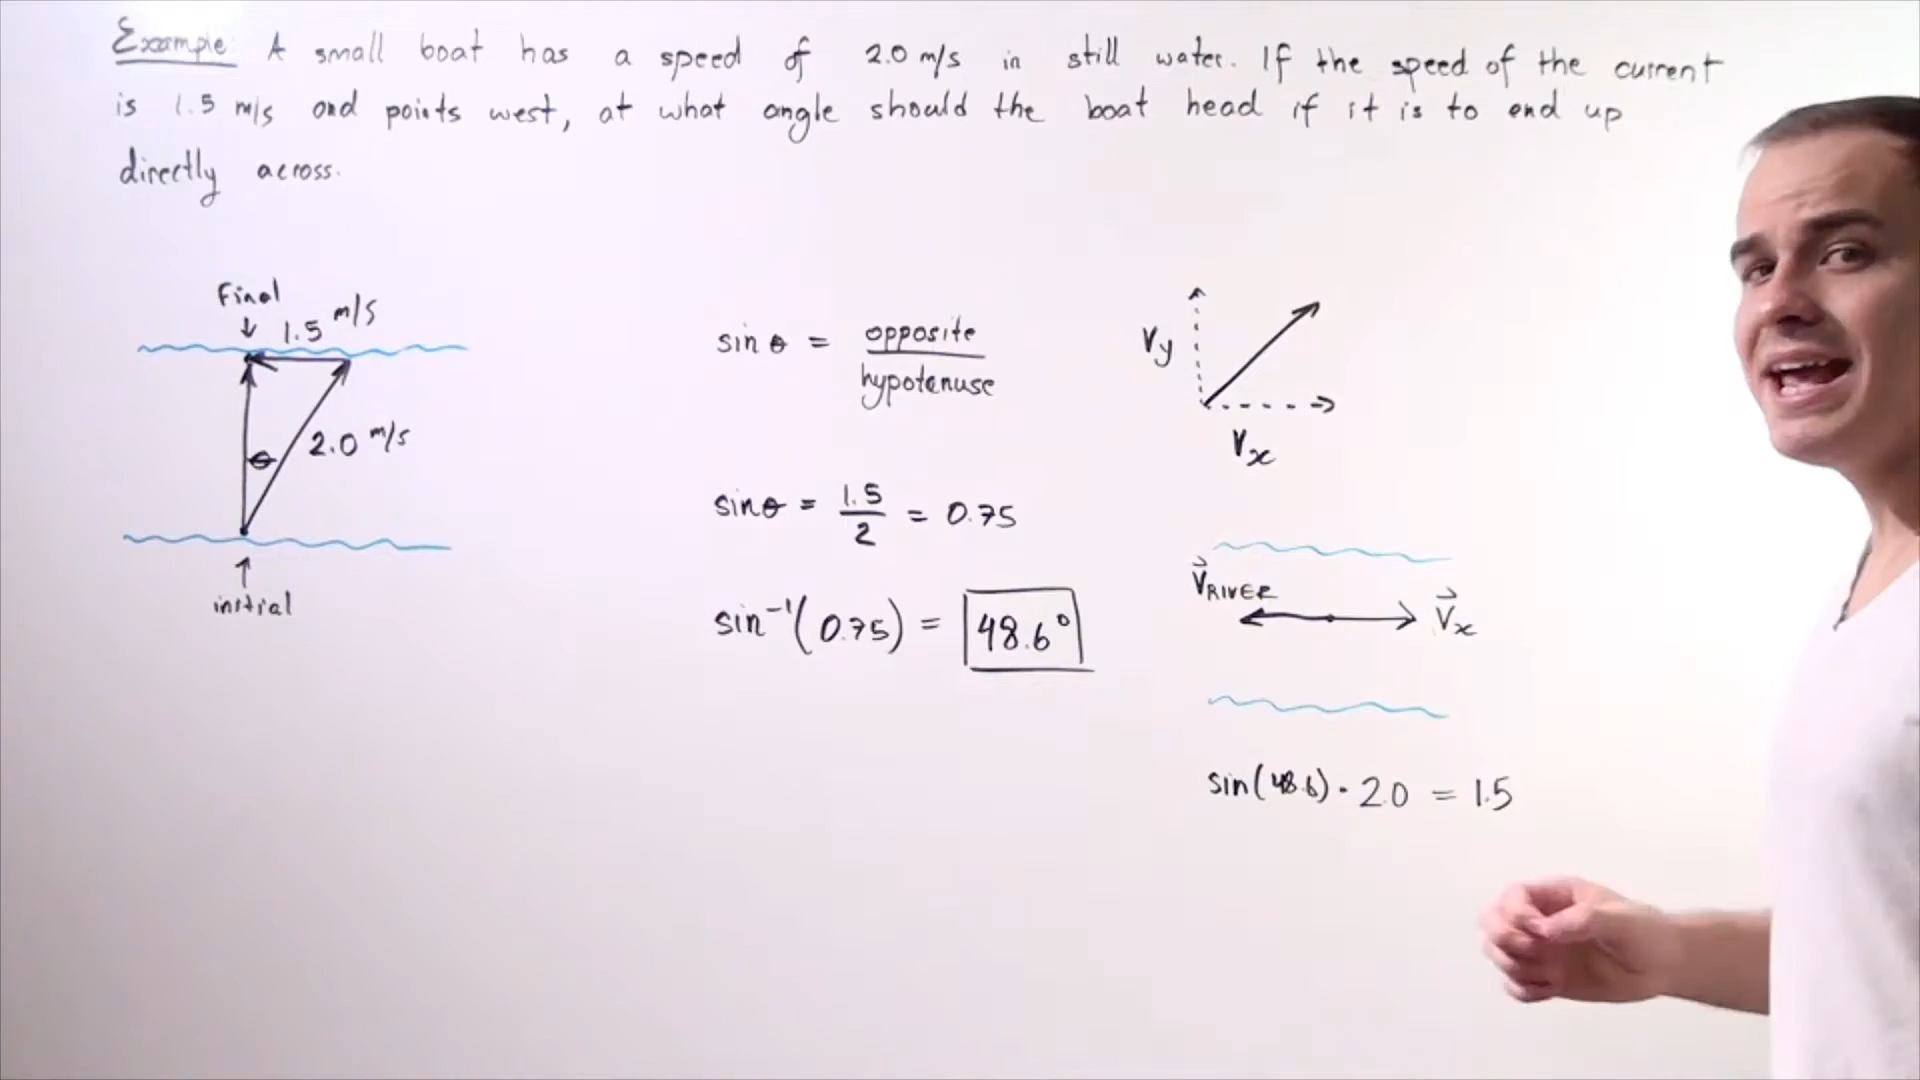 Example: A small boat has a speed of 2.0 m/s in still water. If the speed of the current
is 1.5 m/s and points west, at what angle should the boat head if it is to end up
directly across.
Final
1.5 m/s
2.0 m/s
θ
initial
sin θ = opposite / hypotenuse
sin θ = 1.5 / 2 = 0.75
sin⁻¹(0.75) = 48.6°
Vy
Vx
V⃗RIVER
V⃗x
sin(48.6) · 2.0 = 1.5